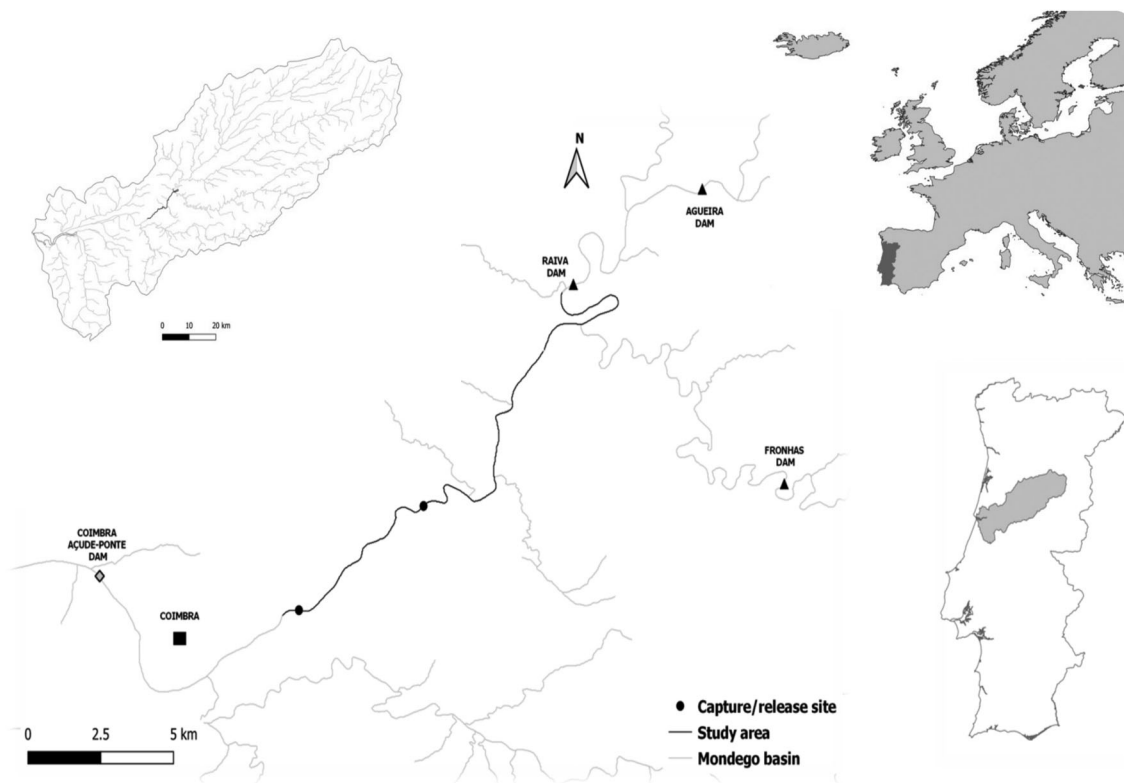 N
AGUEIRA
DAM
RAIVA
DAM
0 10 20 km
FRONHAS
DAM
COIMBRA
AÇUDE-PONTE
DAM
COIMBRA
0 2.5 5 km
Capture/release site
Study area
Mondego basin